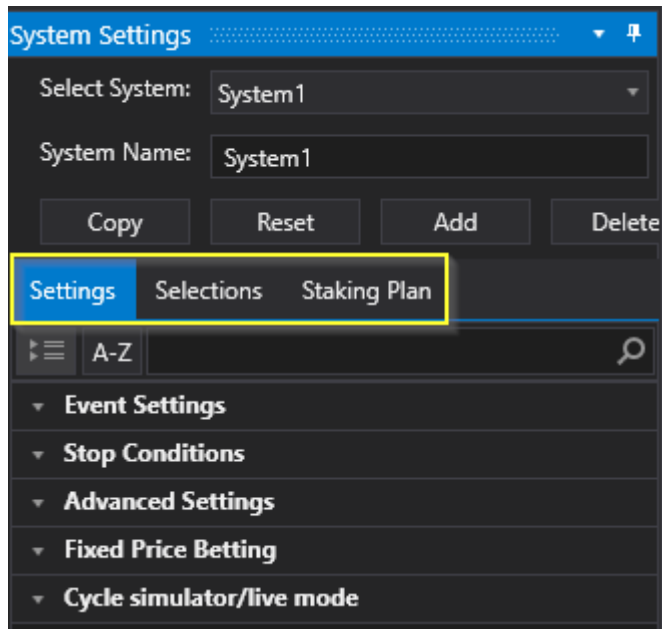 System Settings
Select System: System1
System Name: System1
Copy Reset Add Delete
Settings Selections Staking Plan
A-Z
Event Settings
Stop Conditions
Advanced Settings
Fixed Price Betting
Cycle simulator/live mode